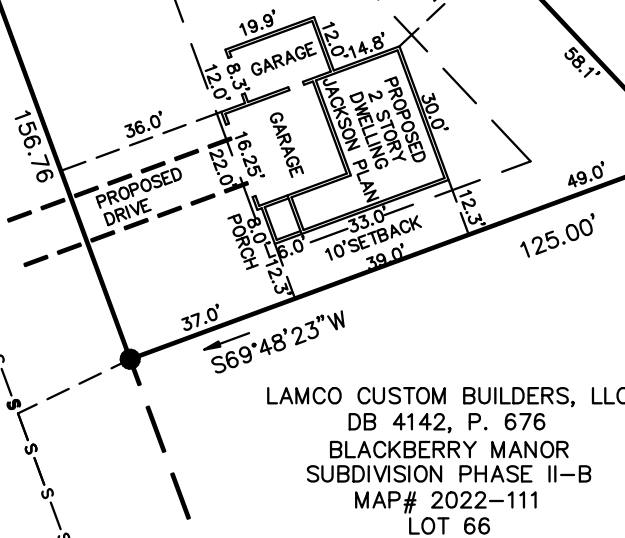 19.9'
12.0'
14.8'
GARAGE
8.3'
12.0'
58.1'
156.76
36.0'
16.25'
22.0'
GARAGE
JACKSON PLAN
PROPOSED
2 STORY
DWELLING
30.0'
PROPOSED
DRIVE
PORCH
8.0'
6.0'
33.0'
12.3'
12.3'
10'SETBACK
39.0'
49.0'
125.00'
37.0'
S69°48'23"W
S
S
S
S
LAMCO CUSTOM BUILDERS, LLC
DB 4142, P. 676
BLACKBERRY MANOR
SUBDIVISION PHASE II-B
MAP# 2022-111
LOT 66